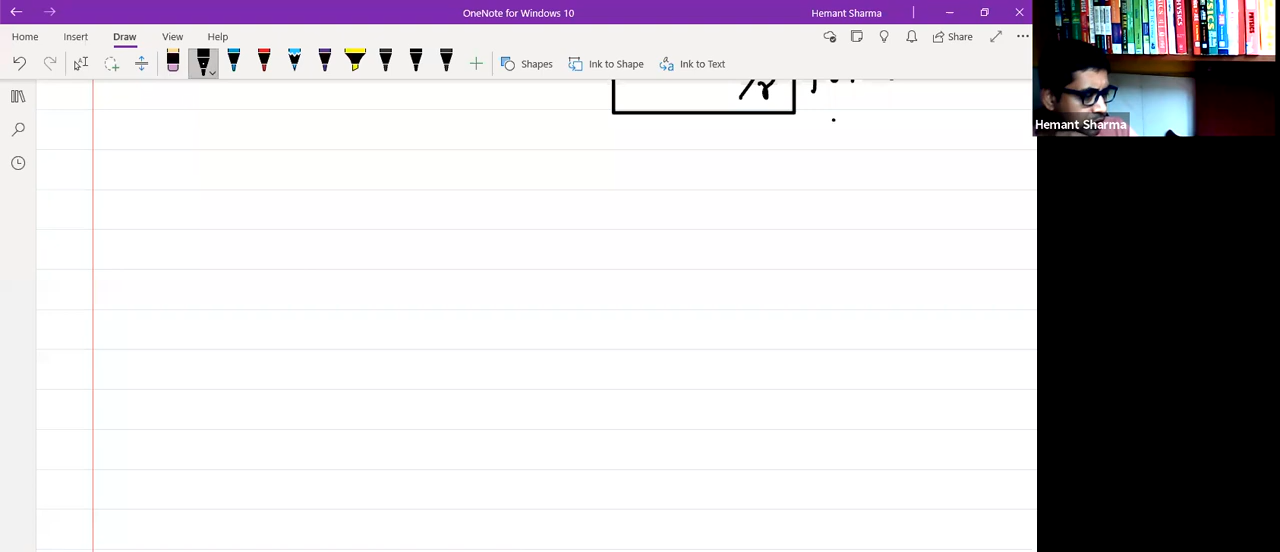 OneNote for Windows 10
Hemant Sharma
Home Insert Draw View Help
Share
Shapes Ink to Shape Ink to Text
PHYSICS
Hemant Sharma